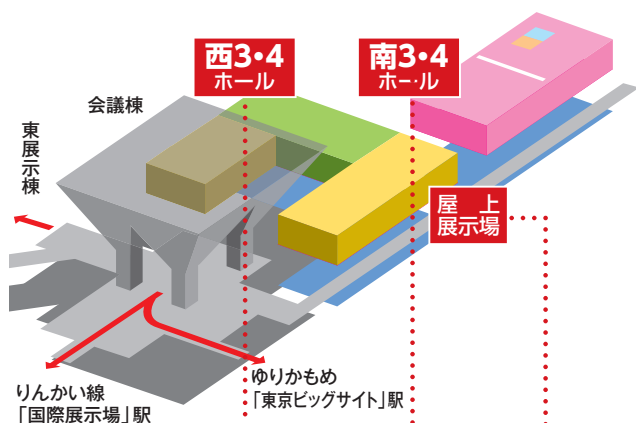 西3・4
ホール
南3・4
ホール
会議棟
東展示棟
屋 上
展示場
りんかい線
「国際展示場」駅
ゆりかもめ
「東京ビッグサイト」駅